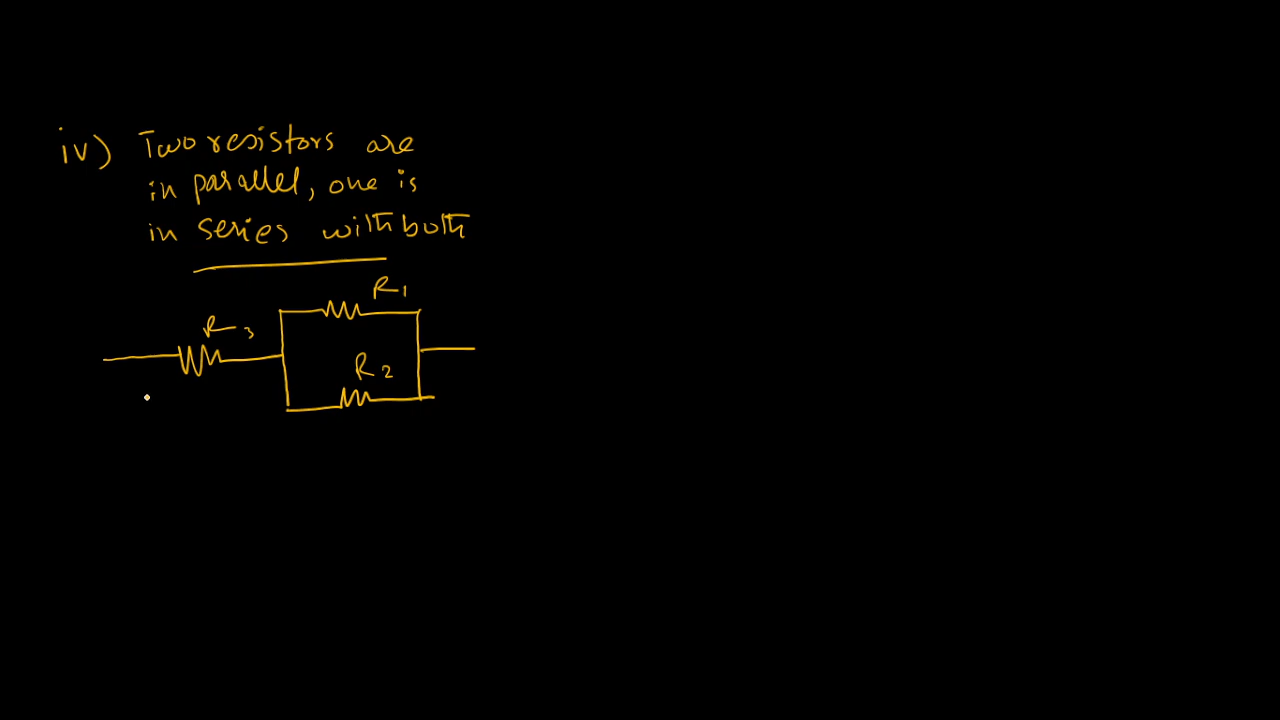 iv) Two resistors are
in parallel, one is
in series with both
R1
R3
R2